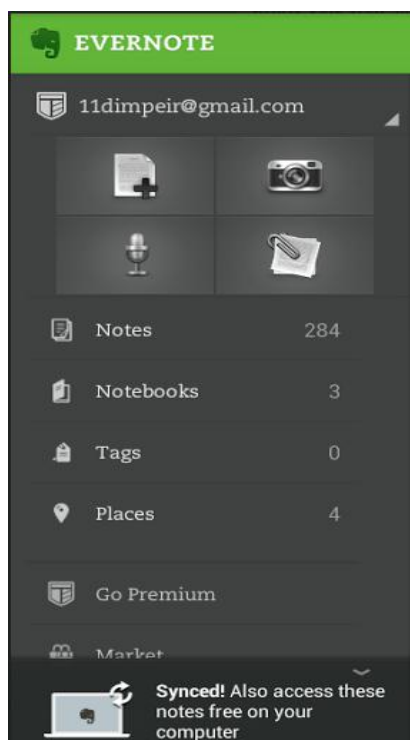 EVERNOTE
11dimpeir@gmail.com
Notes 284
Notebooks 3
Tags 0
Places 4
Go Premium
Market
Synced! Also access these
notes free on your
computer